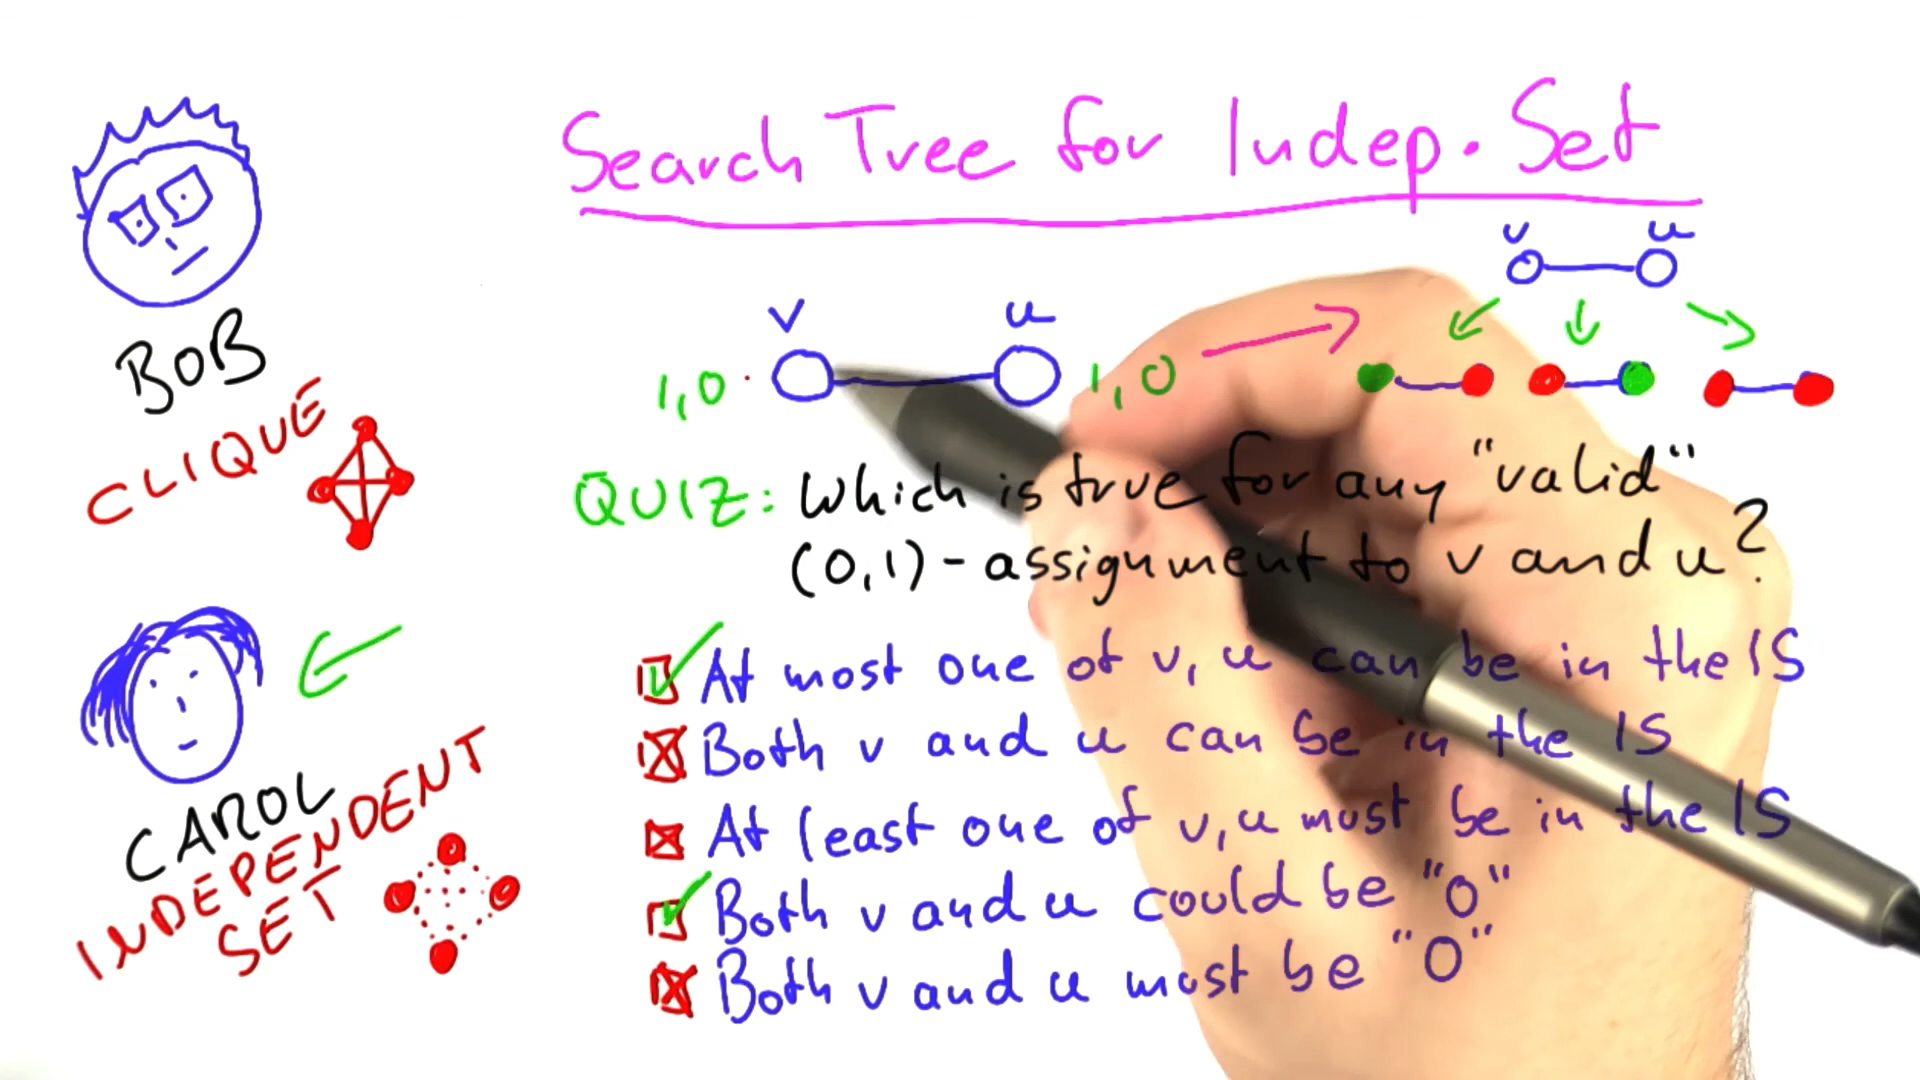 Search Tree for Indep. Set
v u
v u
1,0 1,0
BOB
CLIQUE
QUIZ: Which is true for any "valid"
(0,1) - assignment to v and u?
At most one of v, u can be in the IS
Both v and u can be in the IS
At least one of v, u must be in the IS
Both v and u could be "0"
Both v and u must be "0"
CAROL
INDEPENDENT
SET